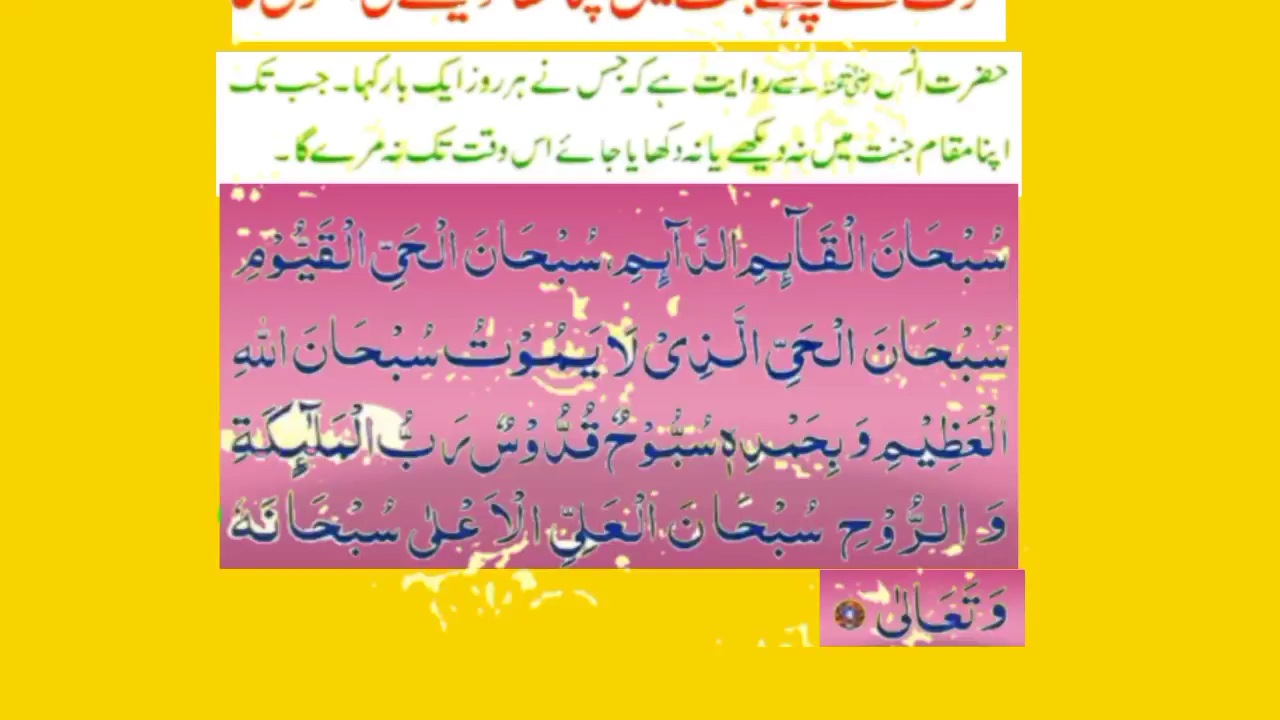 حضرت انس رضی اللہ عنہ سے روایت ہے کہ جس نے ہر روز ایک بار کہا۔ جب تک
اپنا مقام جنت میں نہ دیکھے یا نہ دکھایا جائے اس وقت تک نہ مرے گا۔
سُبْحَانَ الْقَآئِمِ الدَّآئِمِ، سُبْحَانَ الْحَیِّ الْقَیُّوْمِ
سُبْحَانَ الْحَیِّ الَّذِیْ لَا یَمُوْتُ سُبْحَانَ اللّٰهِ
الْعَظِیْمِ وَ بِحَمْدِهٖ سُبُّوْحٌ قُدُّوْسٌ رَبُّ الْمَلٰٓئِكَةِ
وَ الرُّوْحِ سُبْحَانَ الْعَلِیِّ الْاَعْلٰی سُبْحَانَهٗ
وَ تَعَالٰی